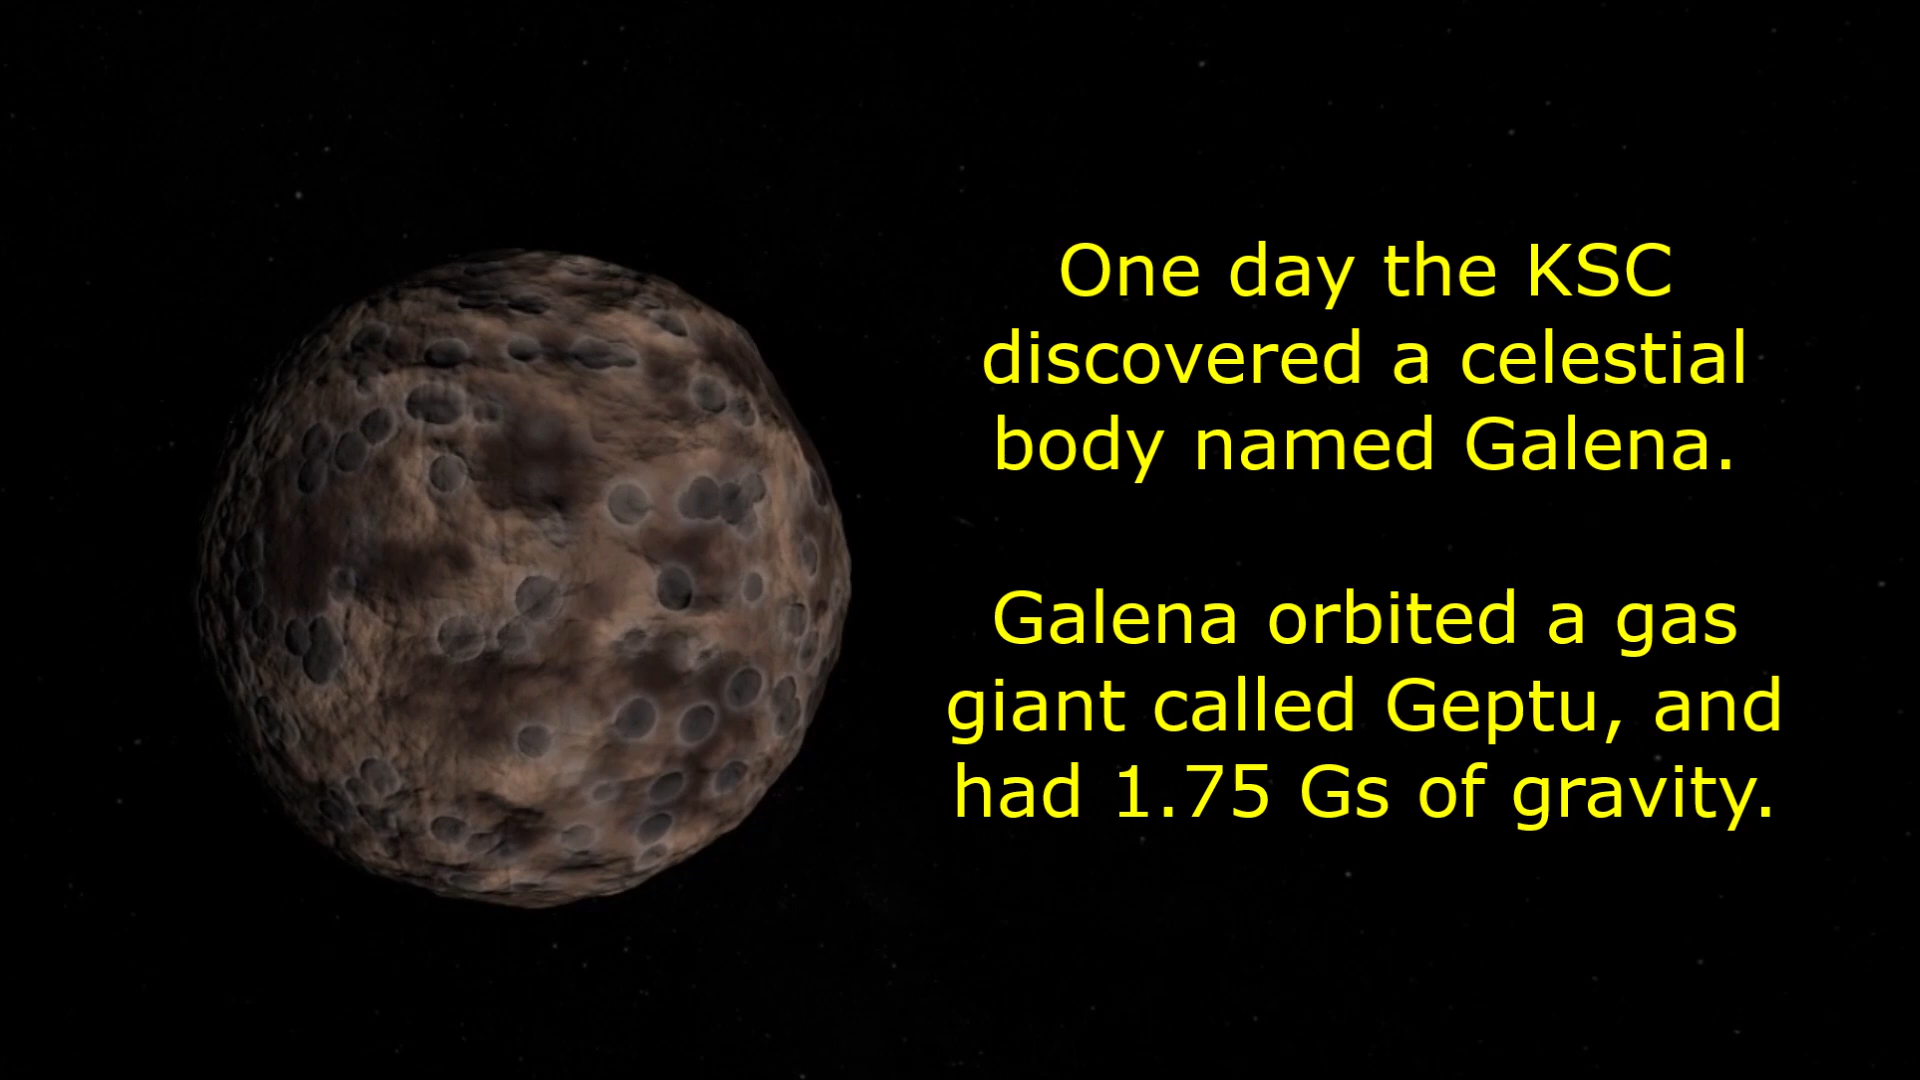 One day the KSC
discovered a celestial
body named Galena.
Galena orbited a gas
giant called Geptu, and
had 1.75 Gs of gravity.